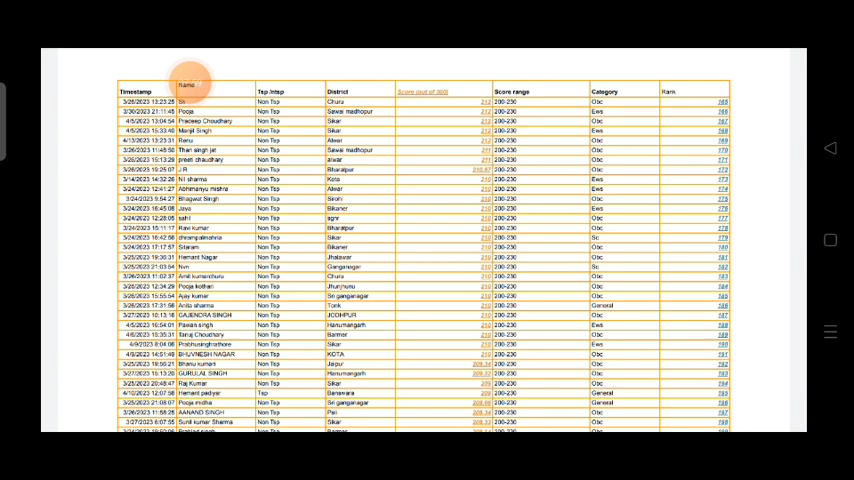 Timestamp Name Tsp /ntsp District Score (out of 300) Score range Category Rank
3/26/2023 13:23:25 Sk Non Tsp Churu 212 200-230 Obc 165
3/30/2023 21:11:45 Pooja Non Tsp Sawai madhopur 212 200-230 Ews 166
4/5/2023 13:04:54 Pradeep Choudhary Non Tsp Sikar 212 200-230 Obc 167
4/5/2023 15:33:40 Manjit Singh Non Tsp Sikar 212 200-230 Ews 168
4/13/2023 13:23:31 Renu Non Tsp Alwar 212 200-230 Obc 169
3/26/2023 11:48:50 Than singh jat Non Tsp Sawai madhopur 211 200-230 Obc 170
3/26/2023 15:13:29 preeti chaudhary Non Tsp alwar 211 200-230 Obc 171
3/26/2023 19:25:07 J R Non Tsp Bharatpur 210.67 200-230 Obc 172
3/14/2023 14:32:26 Nil sharma Non Tsp Kota 210 200-230 Ews 173
3/24/2023 12:41:27 Abhimanyu mishra Non Tsp Alwar 210 200-230 Ews 174
3/24/2023 9:54:27 Bhagwat Singh Non Tsp Sirohi 210 200-230 Obc 175
3/24/2023 16:45:08 Jaya Non Tsp Bikaner 210 200-230 Ews 176
3/24/2023 12:28:05 sahil Non Tsp sgnr 210 200-230 Obc 177
3/24/2023 15:11:17 Ravi kumar Non Tsp Bharatpur 210 200-230 Obc 178
3/24/2023 16:42:56 dhrampalmahria Non Tsp Sikar 210 200-230 Sc 179
3/24/2023 17:17:57 Sitaram Non Tsp Bikaner 210 200-230 Obc 180
3/25/2023 19:36:31 Hemant Nagar Non Tsp Jhalawar 210 200-230 Obc 181
3/25/2023 21:03:54 Nvn Non Tsp Ganganagar 210 200-230 Sc 182
3/26/2023 11:02:37 Amit kumarchuru Non Tsp Churu 210 200-230 Obc 183
3/26/2023 12:34:29 Pooja kothari Non Tsp Jhunjhunu 210 200-230 Obc 184
3/26/2023 15:55:54 Ajay kumar Non Tsp Sri ganganagar 210 200-230 Obc 185
3/26/2023 17:31:56 Anita sharma Non Tsp Tonk 210 200-230 General 186
3/27/2023 10:13:16 GAJENDRA SINGH Non Tsp JODHPUR 210 200-230 Obc 187
4/5/2023 16:54:01 Pawan singh Non Tsp Hanumangarh 210 200-230 Ews 188
4/6/2023 15:35:31 Tanuj Choudhary Non Tsp Barmer 210 200-230 Obc 189
4/9/2023 8:04:06 Prabhusinghrathore Non Tsp Sikar 210 200-230 Ews 190
4/9/2023 14:51:49 BHUVNESH NAGAR Non Tsp KOTA 210 200-230 Obc 191
3/25/2023 19:50:21 Bhanu kumari Non Tsp Jaipur 209.34 200-230 Obc 192
3/27/2023 15:13:20 GURULAL SINGH Non Tsp Hanumangarh 209.32 200-230 Obc 193
3/25/2023 20:48:47 Raj Kumar Non Tsp Sikar 209 200-230 Obc 194
4/10/2023 12:07:58 Hemant padiyar Tsp Banswara 209 200-230 General 195
3/25/2023 21:08:07 Pooja midha Non Tsp Sri ganganagar 208.66 200-230 General 196
3/26/2023 11:58:25 AANAND SINGH Non Tsp Pali 208.34 200-230 Obc 197
3/27/2023 6:07:55 Sunil kumar Sharma Non Tsp Sikar 208.33 200-230 Obc 198